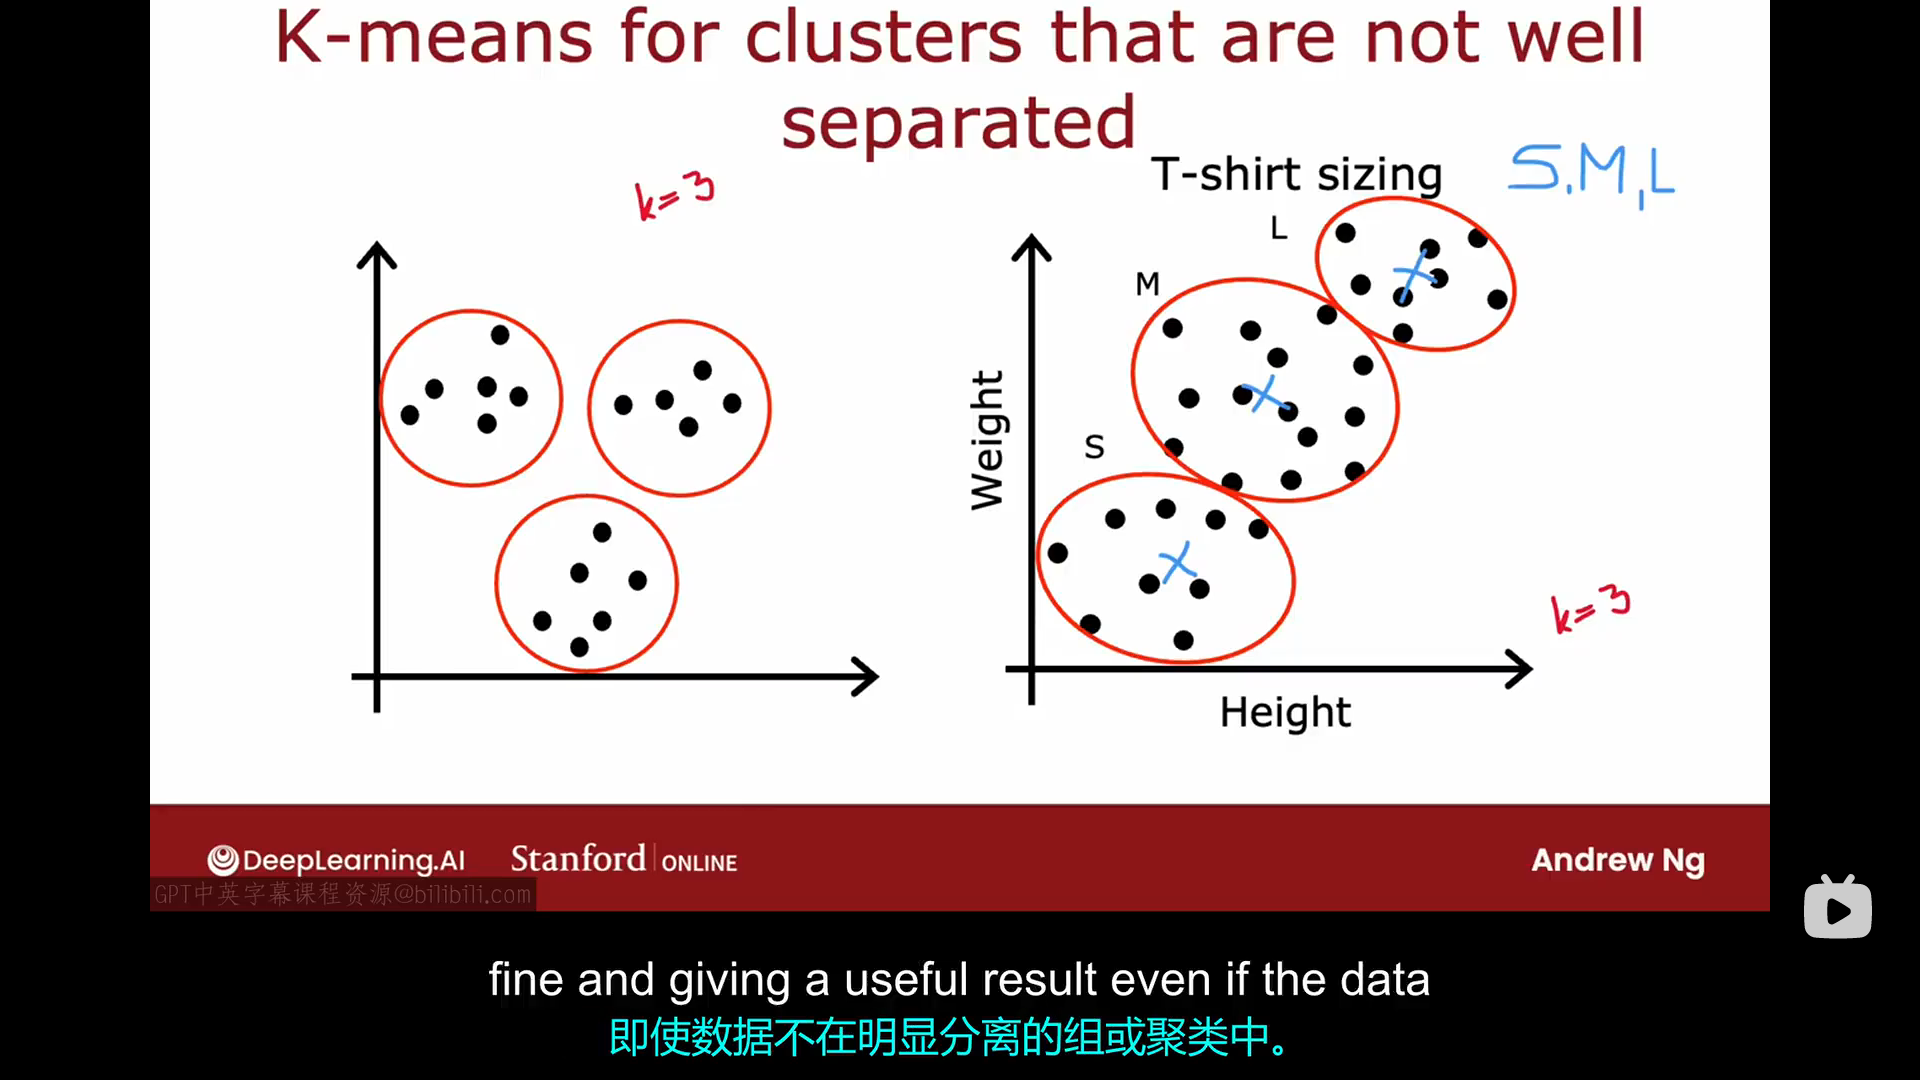 K-means for clusters that are not well
separated
k=3
T-shirt sizing
S,M,L
L
M
S
Weight
Height
k=3
DeepLearning.AI
Stanford ONLINE
Andrew Ng
GPT中英字幕课程资源@bilibili.com
fine and giving a useful result even if the data
即使数据不在明显分离的组或聚类中。